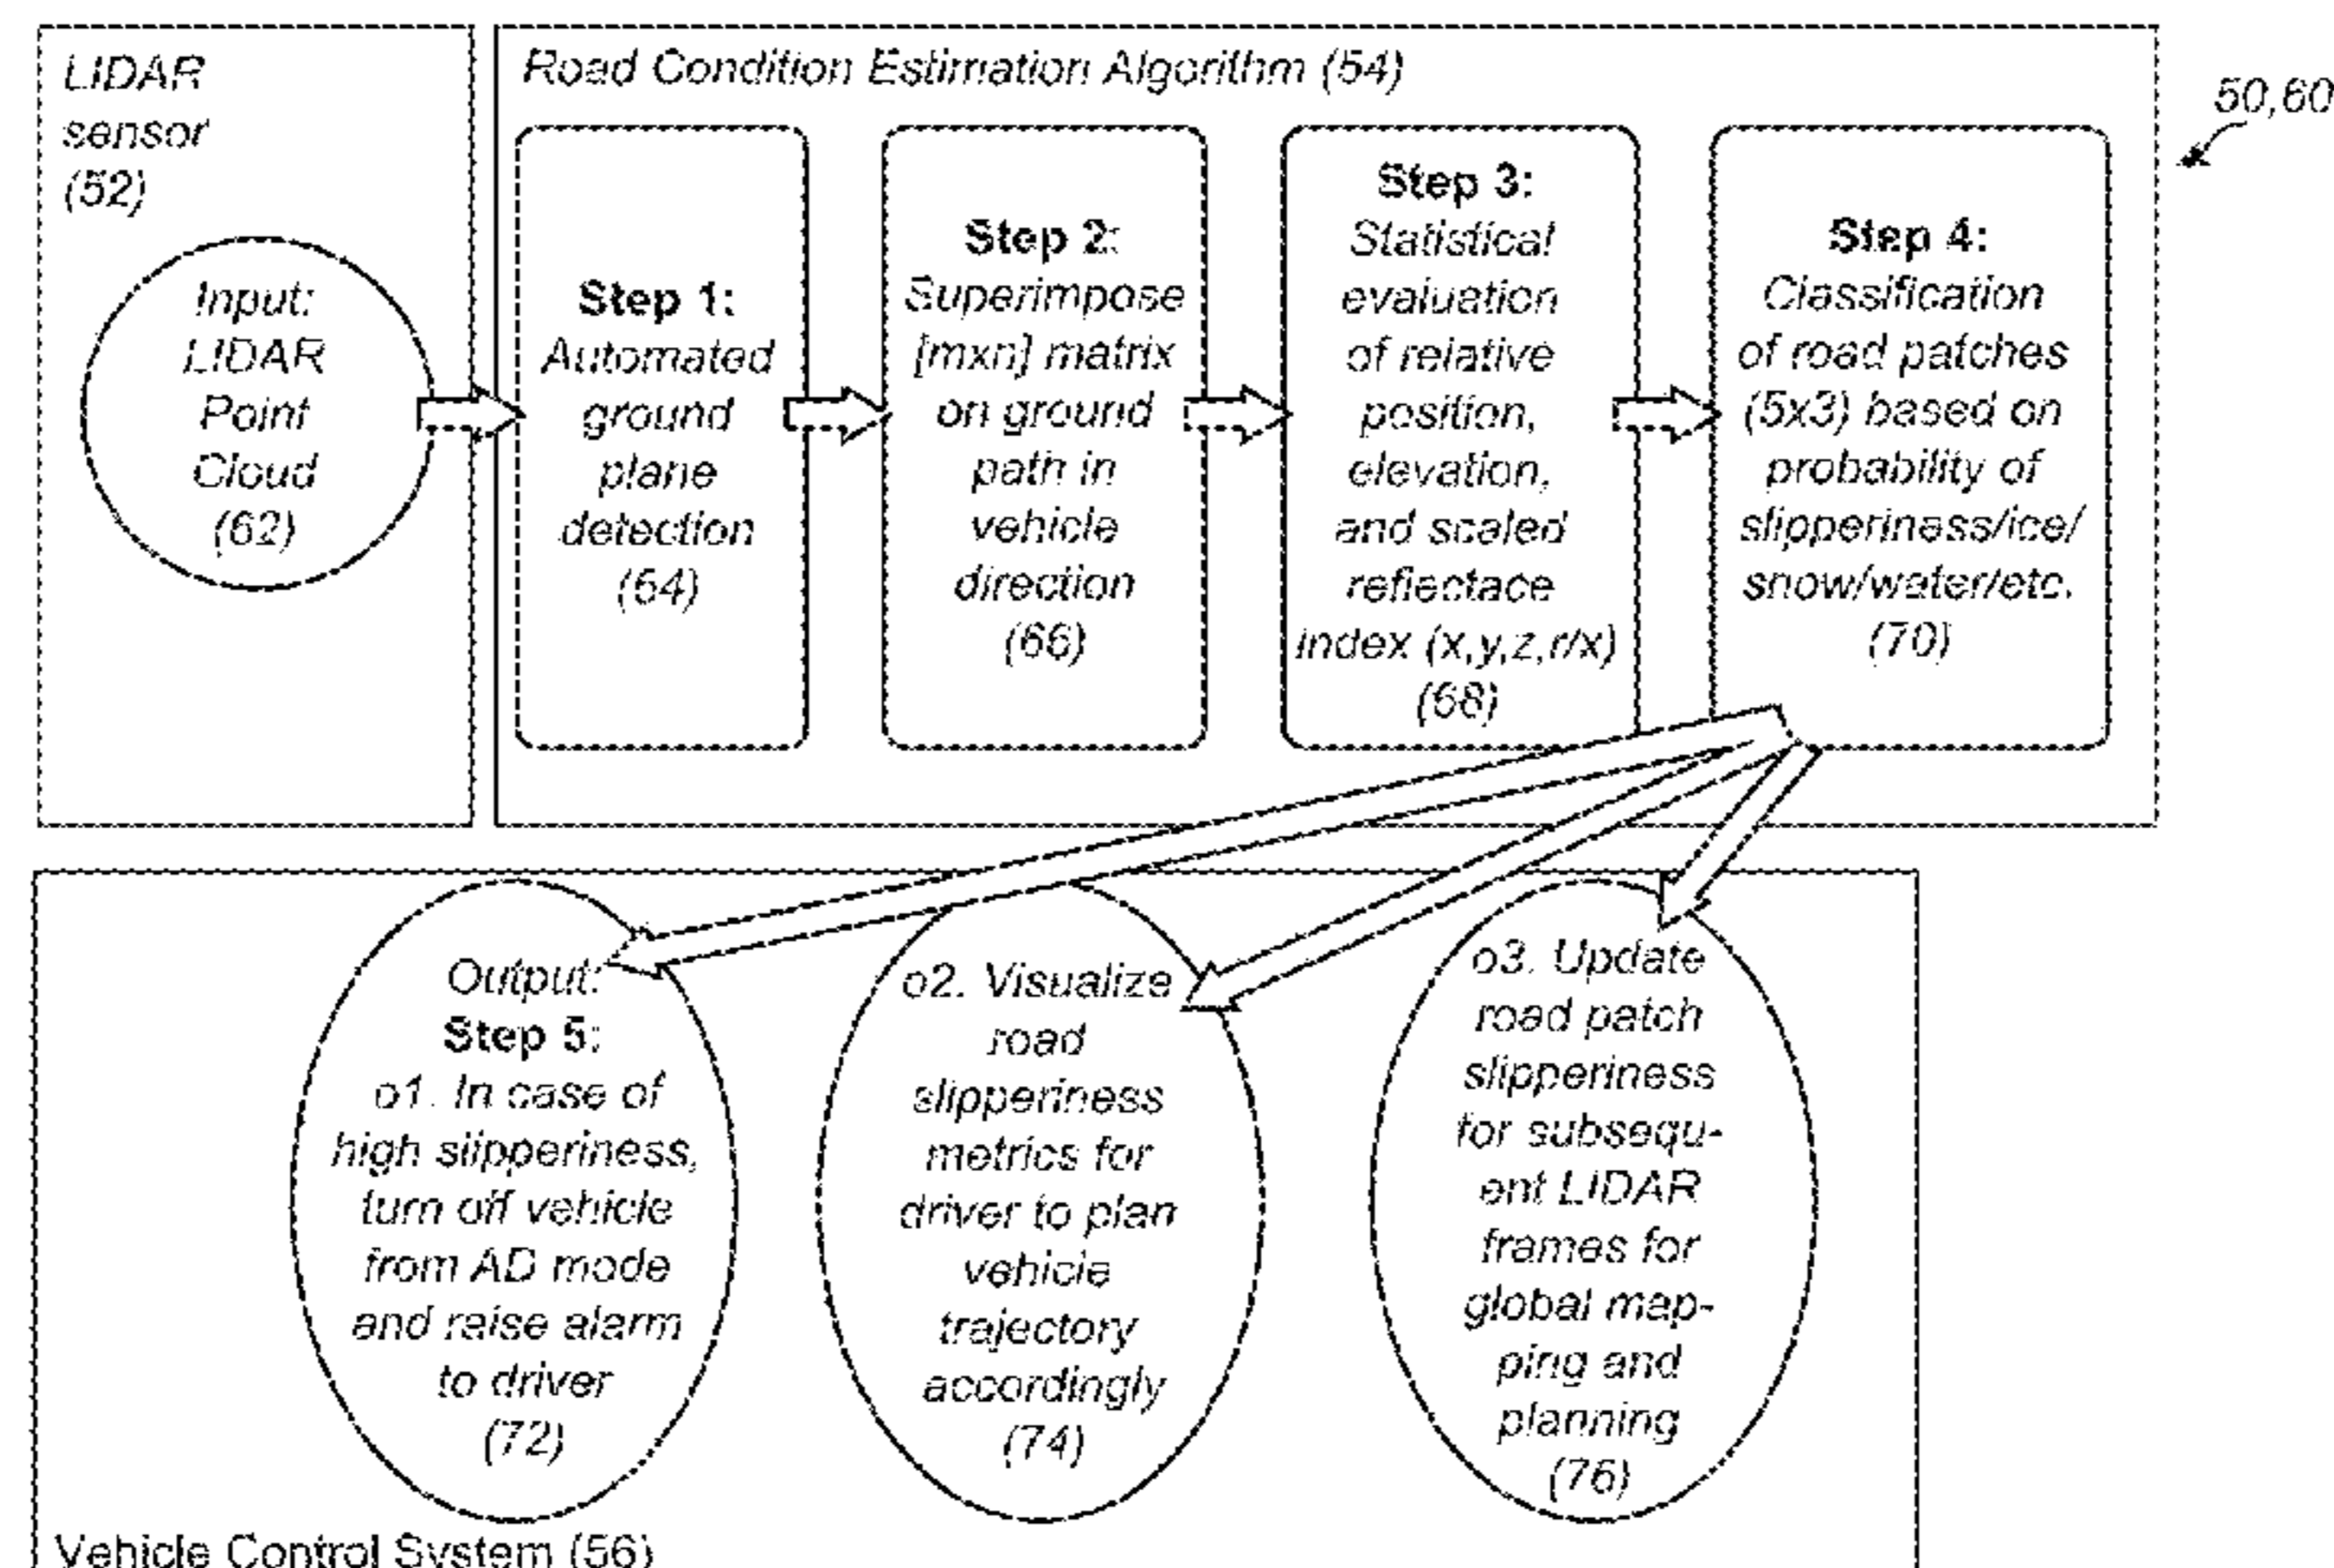 LIDAR
sensor
(52)
Input:
LIDAR
Point
Cloud
(62)
Road Condition Estimation Algorithm (54)
50,60
Step 1:
Automated
ground
plane
detection
(64)
Step 2:
Superimpose
[mxn] matrix
on ground
path in
vehicle
direction
(66)
Step 3:
Statistical
evaluation
of relative
position,
elevation,
and scaled
reflectace
index (x,y,z,r/x)
(68)
Step 4:
Classification
of road patches
(5x3) based on
probability of
slipperiness/ice/
snow/water/etc.
(70)
Output:
Step 5:
o1. In case of
high slipperiness,
turn off vehicle
from AD mode
and raise alarm
to driver
(72)
o2. Visualize
road
slipperiness
metrics for
driver to plan
vehicle
trajectory
accordingly
(74)
o3. Update
road patch
slipperiness
for subsequ-
ent LIDAR
frames for
global map-
ping and
planning
(76)
Vehicle Control System (56)